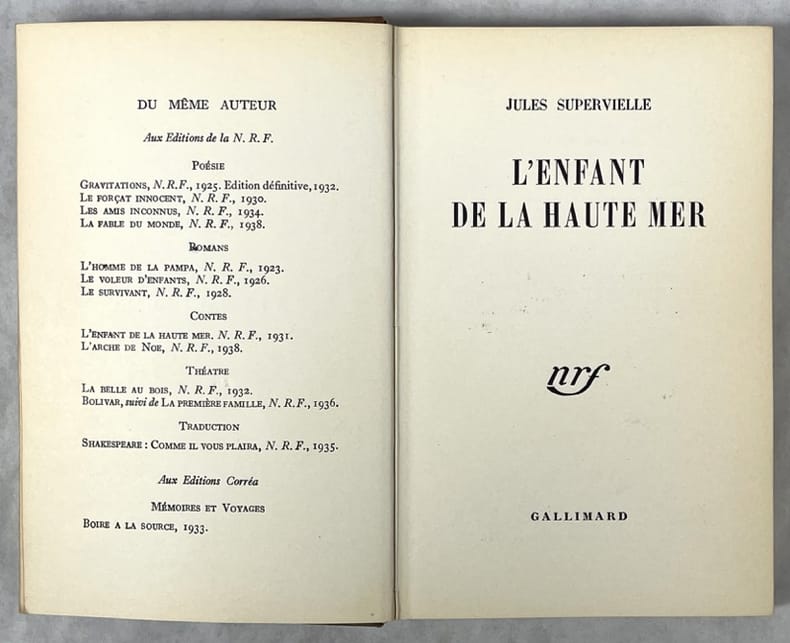 DU MÊME AUTEUR
Aux Editions de la N. R. F.
POÉSIE
GRAVITATIONS, N.R.F., 1925. Edition définitive, 1932.
LE FORÇAT INNOCENT, N. R. F., 1930.
LES AMIS INCONNUS, N. R. F., 1934.
LA FABLE DU MONDE, N. R. F., 1938.
ROMANS
L'HOMME DE LA PAMPA, N. R. F., 1923.
LE VOLEUR D'ENFANTS, N. R. F., 1926.
LE SURVIVANT, N. R. F., 1928.
CONTES
L'ENFANT DE LA HAUTE MER. N. R. F., 1931.
L'ARCHE DE NOE, N. R. F., 1938.
THÉATRE
LA BELLE AU BOIS, N. R. F., 1932.
BOLIVAR, suivi de LA PREMIÈRE FAMILLE, N. R. F., 1936.
TRADUCTION
SHAKESPEARE : COMME IL VOUS PLAIRA, N. R. F., 1935.
Aux Editions Corrêa
MÉMOIRES ET VOYAGES
BOIRE A LA SOURCE, 1933.
JULES SUPERVIELLE
L'ENFANT
DE LA HAUTE MER
nrf
GALLIMARD